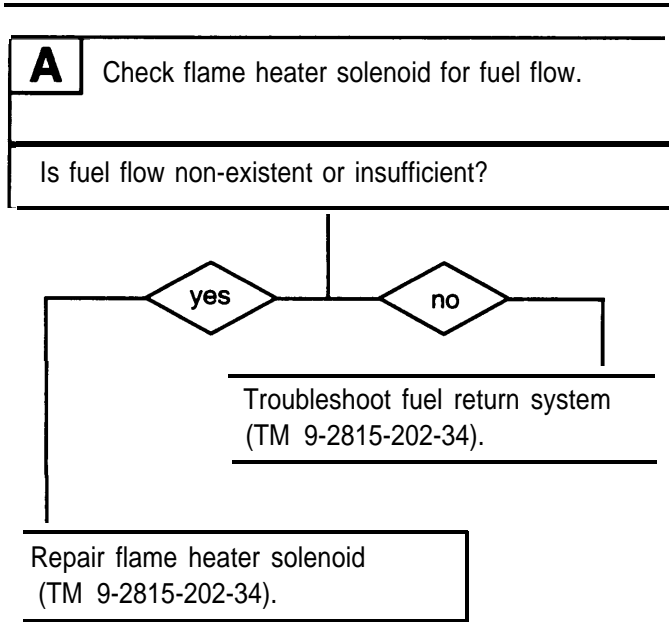 A Check flame heater solenoid for fuel flow.
Is fuel flow non-existent or insufficient?
yes no
Troubleshoot fuel return system
(TM 9-2815-202-34).
Repair flame heater solenoid
(TM 9-2815-202-34).